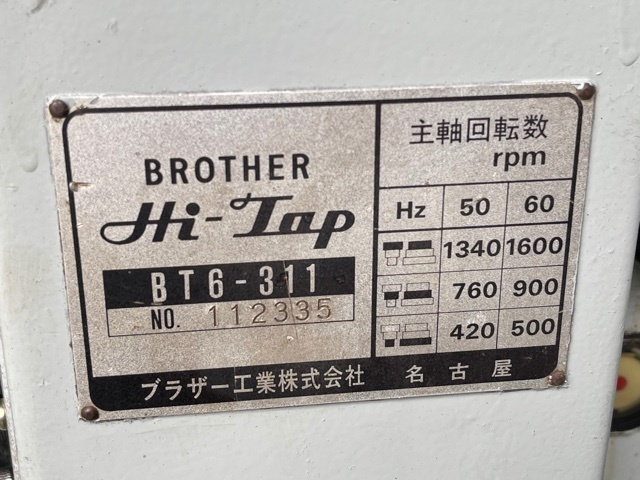 BROTHER
Hi-Tap
BT6-311
NO. 112335
ブラザー工業株式会社
主軸回転数
rpm
Hz 50 60
1340 1600
760 900
420 500
名古屋